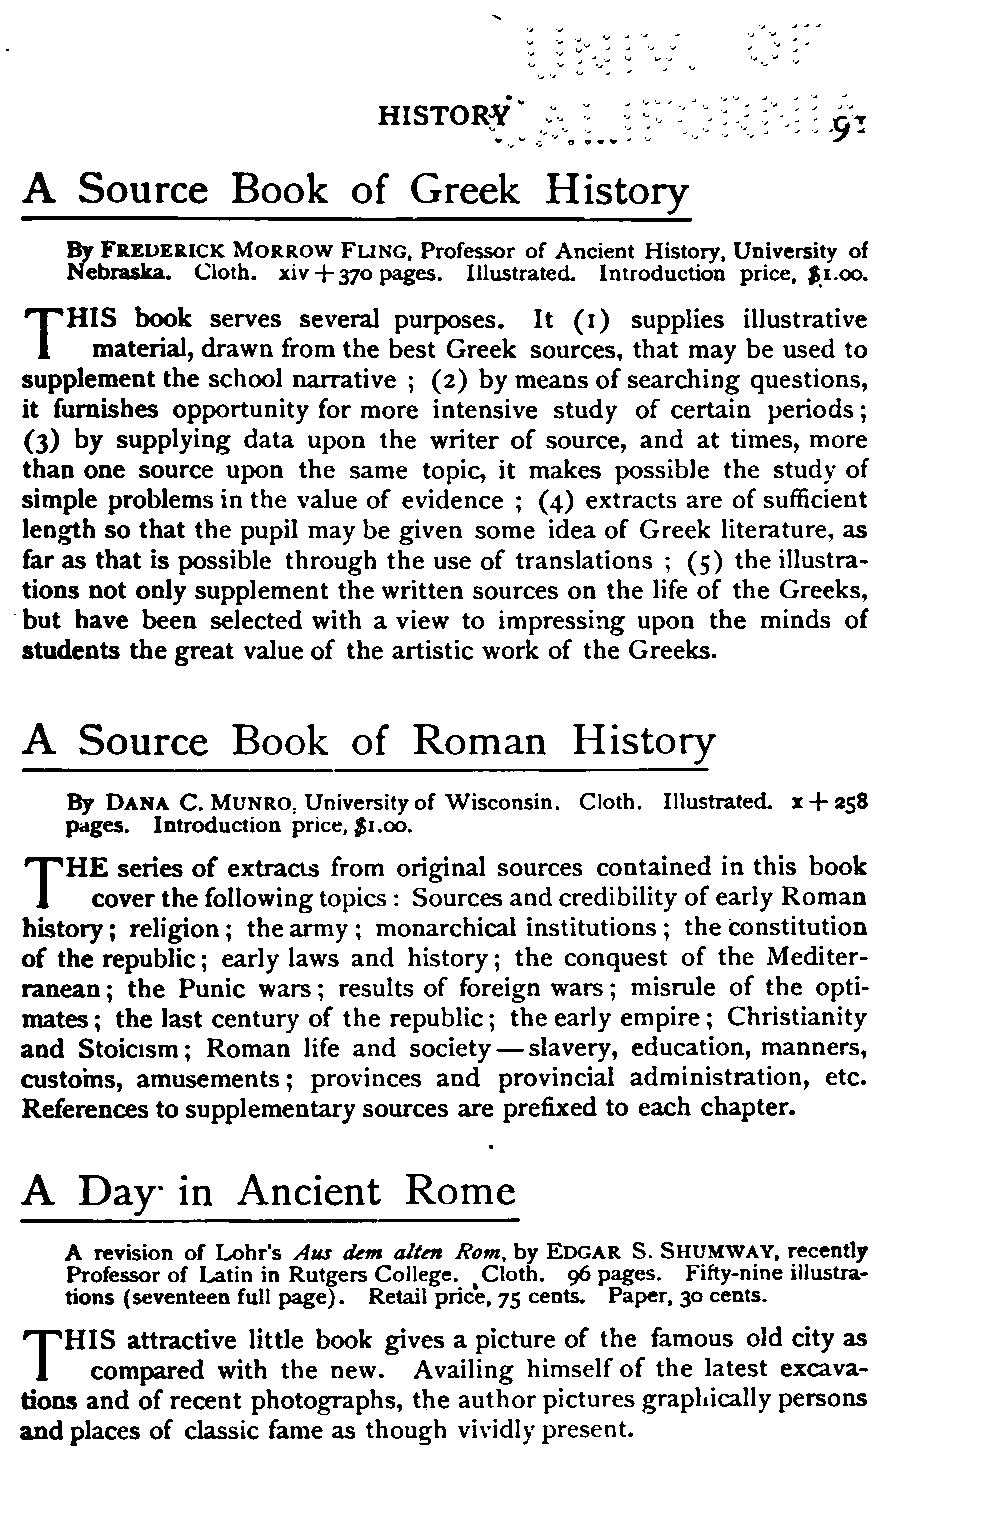 UNIV. OF
CALIFORNIA
HISTORY 91
A Source Book of Greek History
By FREDERICK MORROW FLING, Professor of Ancient History, University of
Nebraska. Cloth. xiv + 370 pages. Illustrated. Introduction price, $1.00.
THIS book serves several purposes. It (1) supplies illustrative
material, drawn from the best Greek sources, that may be used to
supplement the school narrative ; (2) by means of searching questions,
it furnishes opportunity for more intensive study of certain periods ;
(3) by supplying data upon the writer of source, and at times, more
than one source upon the same topic, it makes possible the study of
simple problems in the value of evidence ; (4) extracts are of sufficient
length so that the pupil may be given some idea of Greek literature, as
far as that is possible through the use of translations ; (5) the illustra-
tions not only supplement the written sources on the life of the Greeks,
but have been selected with a view to impressing upon the minds of
students the great value of the artistic work of the Greeks.
A Source Book of Roman History
By DANA C. MUNRO, University of Wisconsin. Cloth. Illustrated. x + 258
pages. Introduction price, $1.00.
THE series of extracts from original sources contained in this book
cover the following topics : Sources and credibility of early Roman
history ; religion ; the army ; monarchical institutions ; the constitution
of the republic ; early laws and history ; the conquest of the Mediter-
ranean ; the Punic wars ; results of foreign wars ; misrule of the opti-
mates ; the last century of the republic ; the early empire ; Christianity
and Stoicism ; Roman life and society — slavery, education, manners,
customs, amusements ; provinces and provincial administration, etc.
References to supplementary sources are prefixed to each chapter.
A Day in Ancient Rome
A revision of Lohr's Aus dem alten Rom, by EDGAR S. SHUMWAY, recently
Professor of Latin in Rutgers College. Cloth. 96 pages. Fifty-nine illustra-
tions (seventeen full page). Retail price, 75 cents. Paper, 30 cents.
THIS attractive little book gives a picture of the famous old city as
compared with the new. Availing himself of the latest excava-
tions and of recent photographs, the author pictures graphically persons
and places of classic fame as though vividly present.